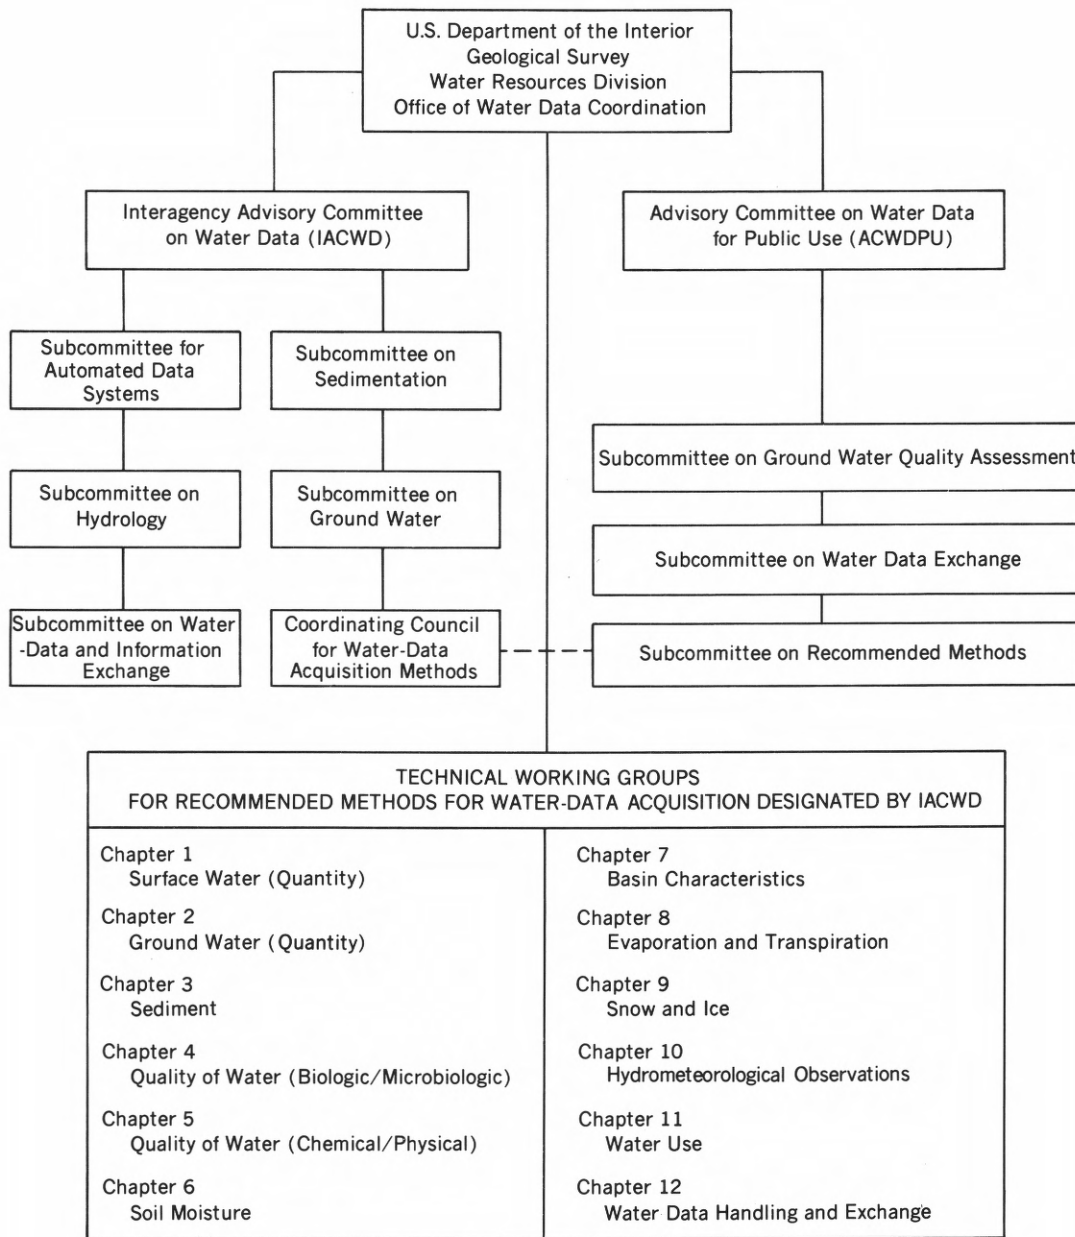 U.S. Department of the Interior
Geological Survey
Water Resources Division
Office of Water Data Coordination
Interagency Advisory Committee
on Water Data (IACWD)
Advisory Committee on Water Data
for Public Use (ACWDPU)
Subcommittee for
Automated Data
Systems
Subcommittee on
Sedimentation
Subcommittee on Ground Water Quality Assessment
Subcommittee on
Hydrology
Subcommittee on
Ground Water
Subcommittee on Water Data Exchange
Subcommittee on Water
-Data and Information
Exchange
Coordinating Council
for Water-Data
Acquisition Methods
Subcommittee on Recommended Methods
TECHNICAL WORKING GROUPS
FOR RECOMMENDED METHODS FOR WATER-DATA ACQUISITION DESIGNATED BY IACWD
Chapter 1
Surface Water (Quantity)
Chapter 2
Ground Water (Quantity)
Chapter 3
Sediment
Chapter 4
Quality of Water (Biologic/Microbiologic)
Chapter 5
Quality of Water (Chemical/Physical)
Chapter 6
Soil Moisture
Chapter 7
Basin Characteristics
Chapter 8
Evaporation and Transpiration
Chapter 9
Snow and Ice
Chapter 10
Hydrometeorological Observations
Chapter 11
Water Use
Chapter 12
Water Data Handling and Exchange